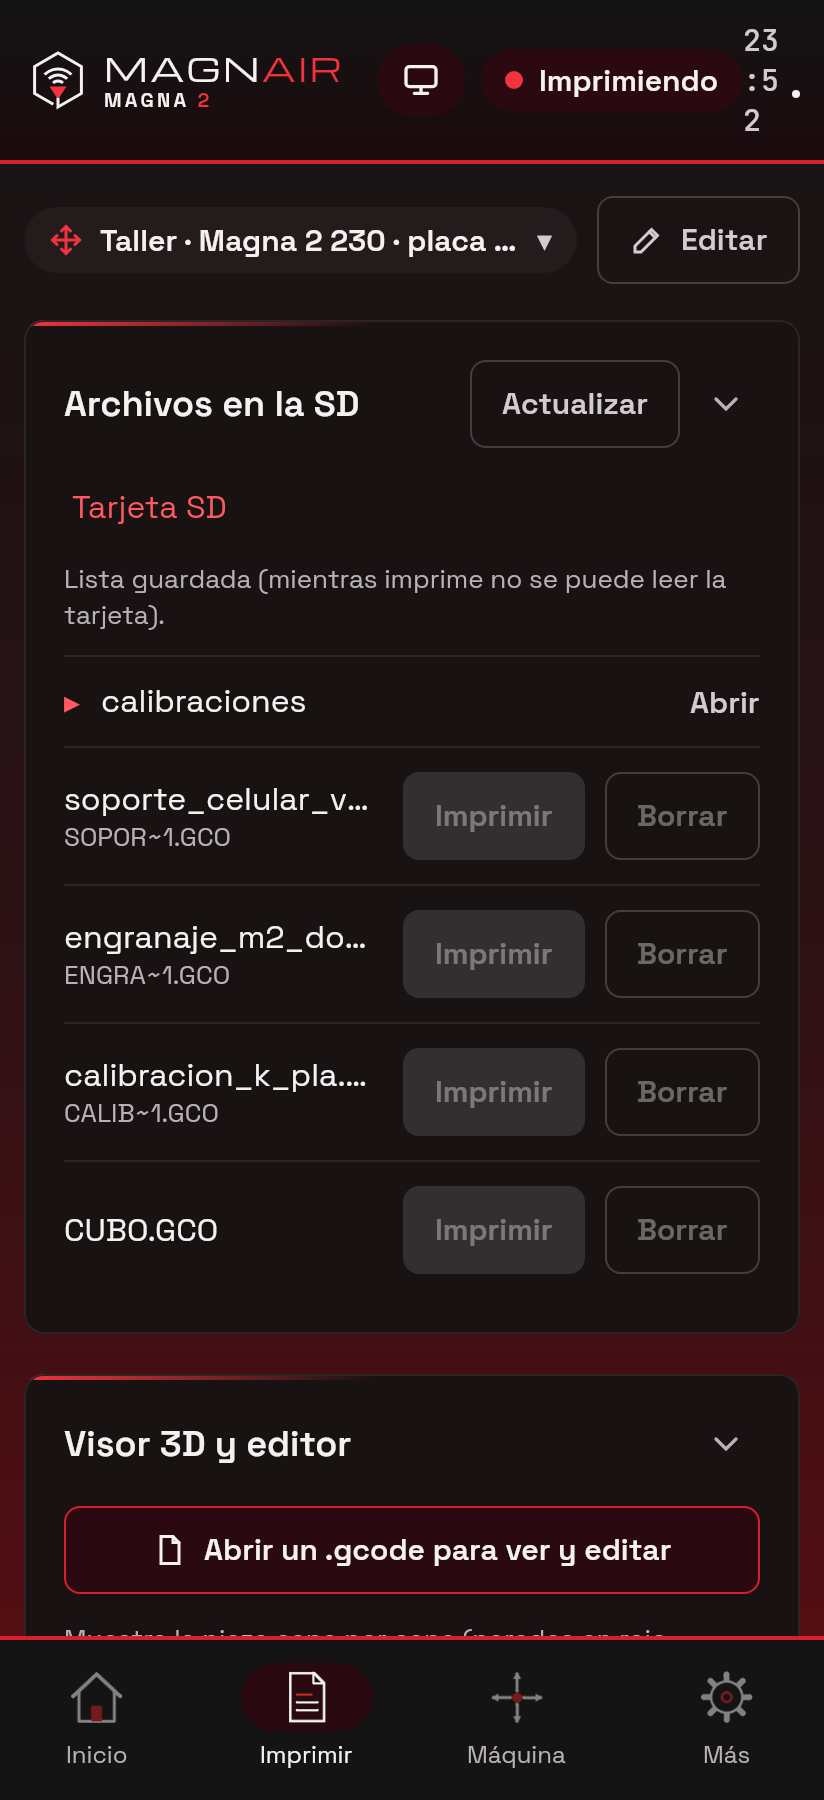 MAGNAIR
MAGNA 2
Imprimiendo
23
:5
2
Taller · Magna 2 230 · placa ... ▼
Editar
Archivos en la SD
Actualizar
Tarjeta SD
Lista guardada (mientras imprime no se puede leer la
tarjeta).
▶ calibraciones
Abrir
soporte_celular_v...
SOPOR~1.GCO
Imprimir
Borrar
engranaje_m2_do...
ENGRA~1.GCO
Imprimir
Borrar
calibracion_k_pla....
CALIB~1.GCO
Imprimir
Borrar
CUBO.GCO
Imprimir
Borrar
Visor 3D y editor
Abrir un .gcode para ver y editar
Inicio
Imprimir
Máquina
Más